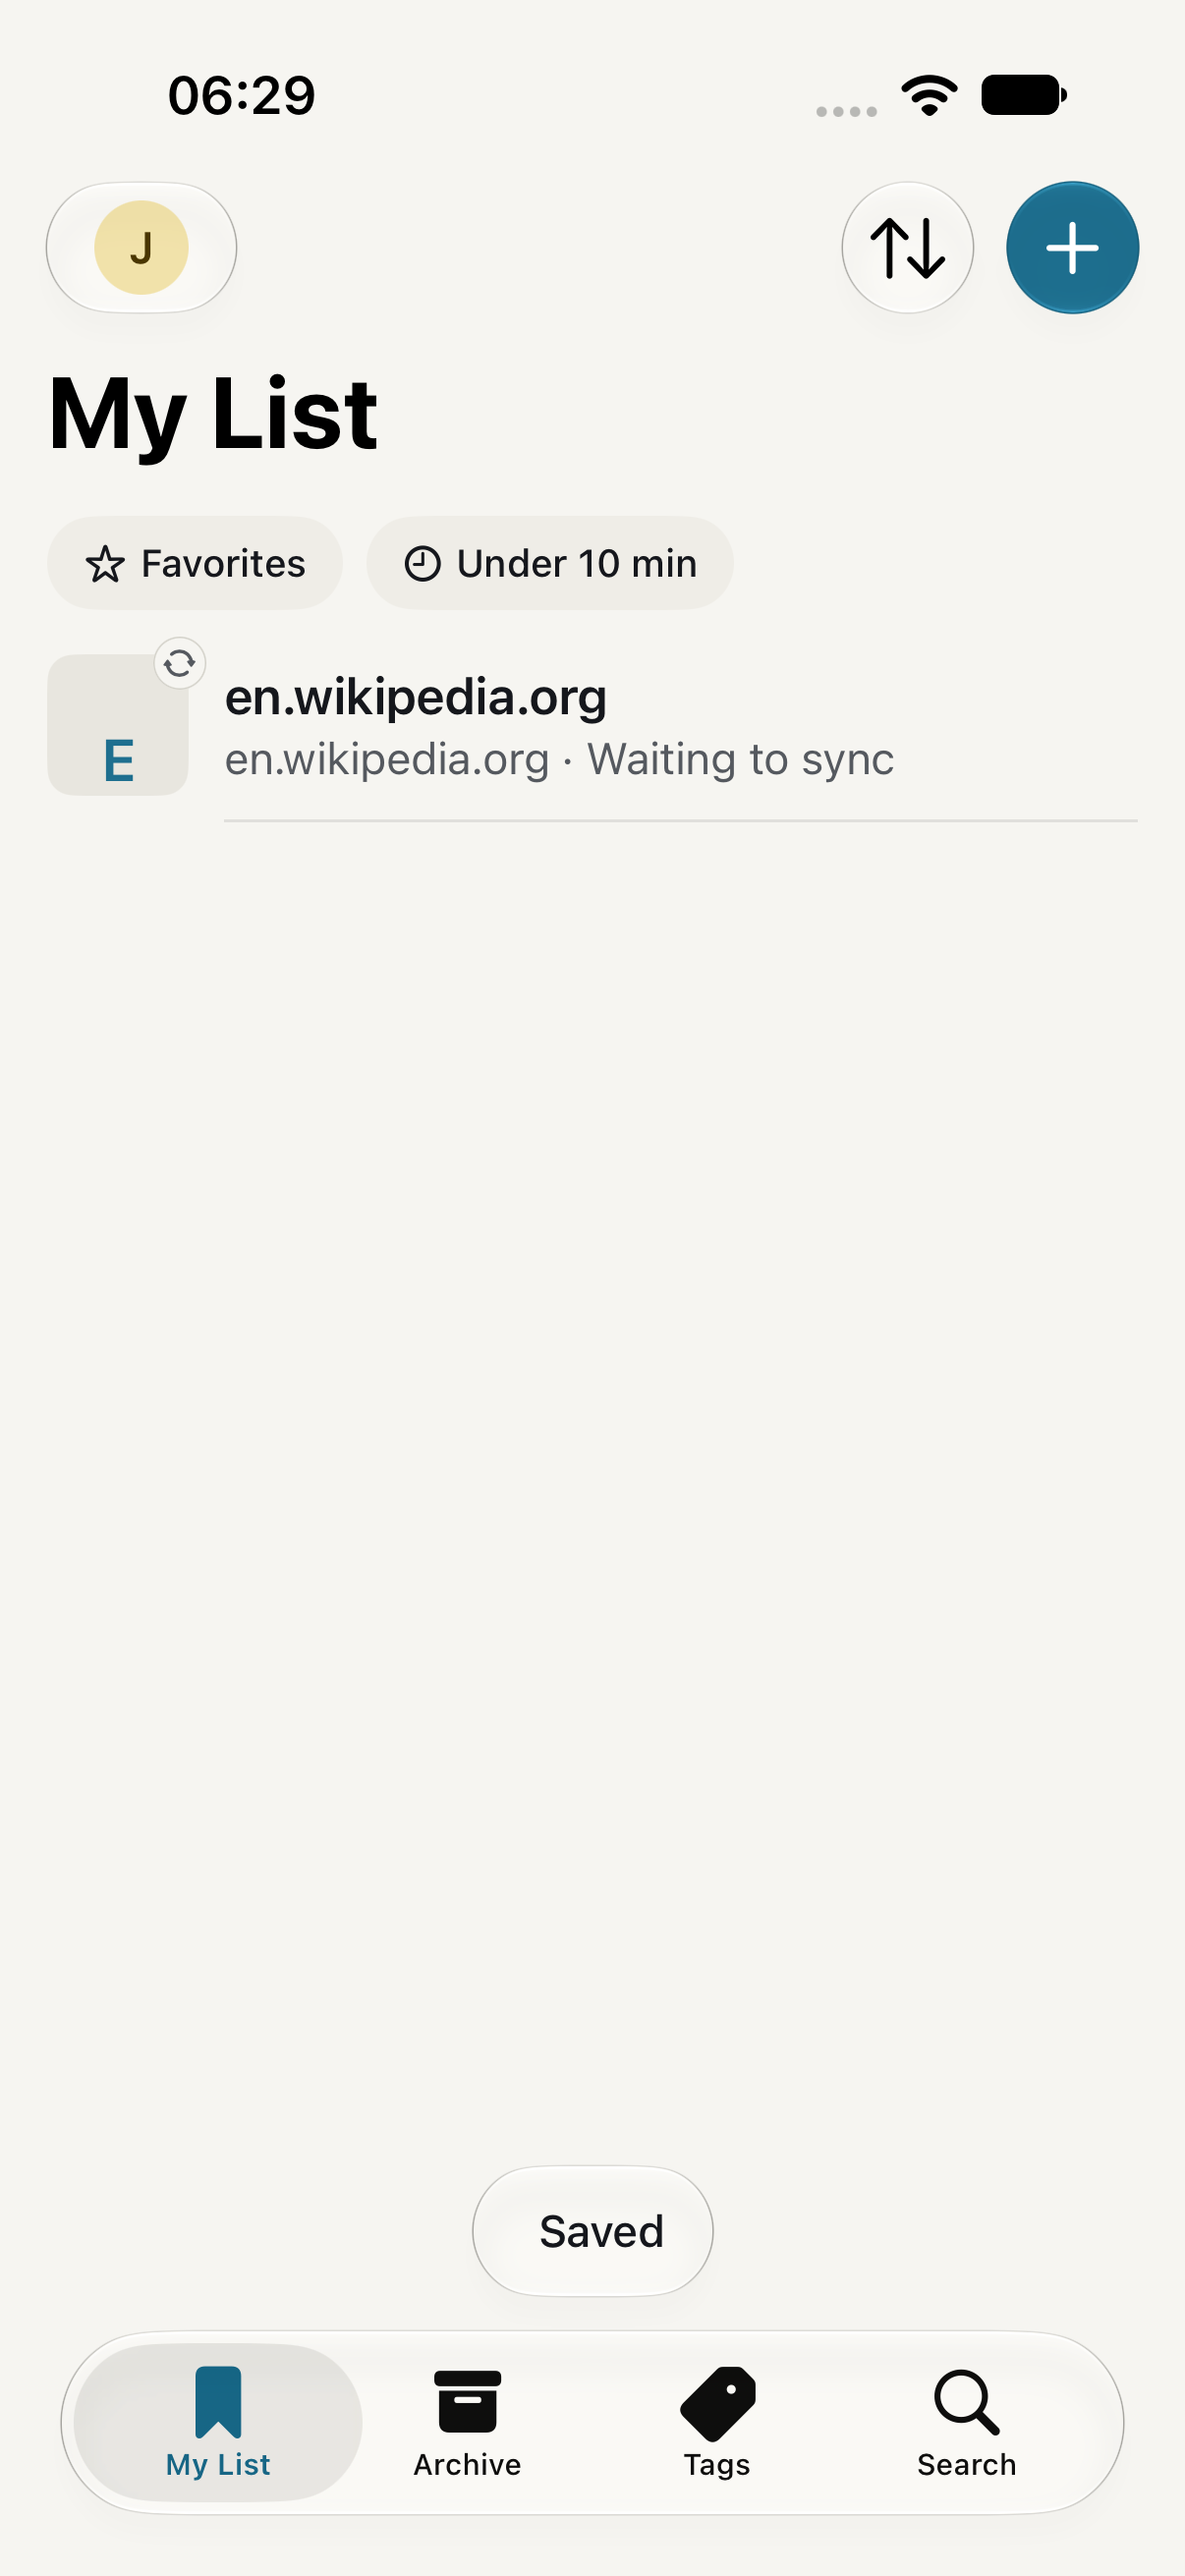 06:29
J
My List
Favorites
Under 10 min
E
en.wikipedia.org
en.wikipedia.org · Waiting to sync
Saved
My List
Archive
Tags
Search